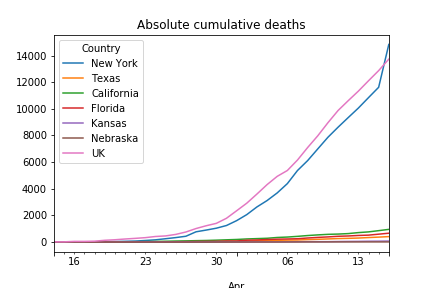 Absolute cumulative deaths
Country
New York
Texas
California
Florida
Kansas
Nebraska
UK
14000
12000
10000
8000
6000
4000
2000
0
16 23 30 06 13
Apr